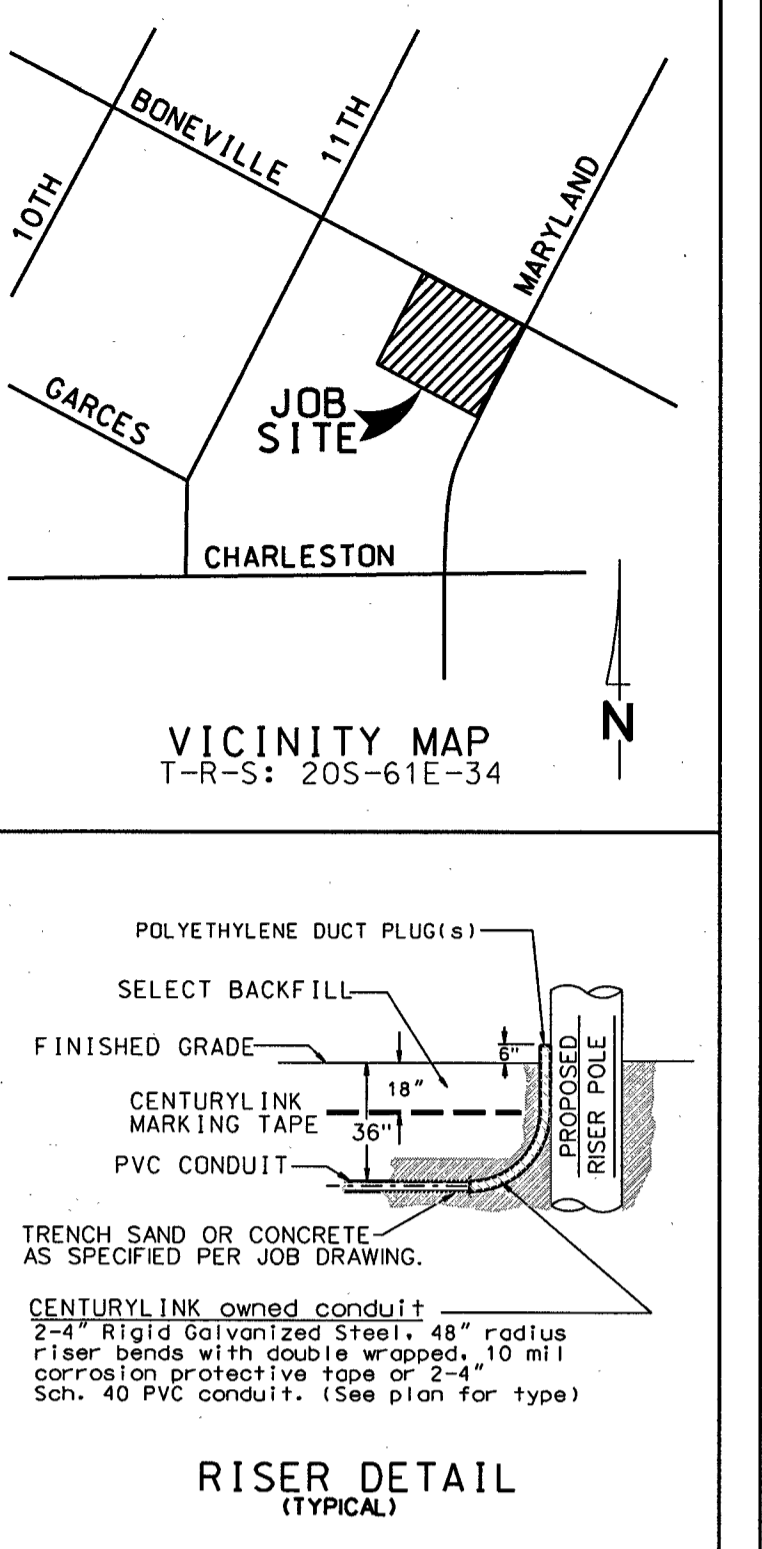 BONEVILLE
11TH
10TH
MARYLAND
GARCES
JOB
SITE
CHARLESTON
N
VICINITY MAP
T-R-S: 20S-61E-34
POLYETHYLENE DUCT PLUG(s)
SELECT BACKFILL
FINISHED GRADE
6"
18"
CENTURYLINK
MARKING TAPE
36"
PROPOSED
RISER POLE
PVC CONDUIT
TRENCH SAND OR CONCRETE
AS SPECIFIED PER JOB DRAWING.
CENTURYLINK owned conduit
2-4" Rigid Galvanized Steel, 48" radius
riser bends with double wrapped, 10 mil
corrosion protective tape or 2-4"
Sch. 40 PVC conduit. (See plan for type)
RISER DETAIL
(TYPICAL)